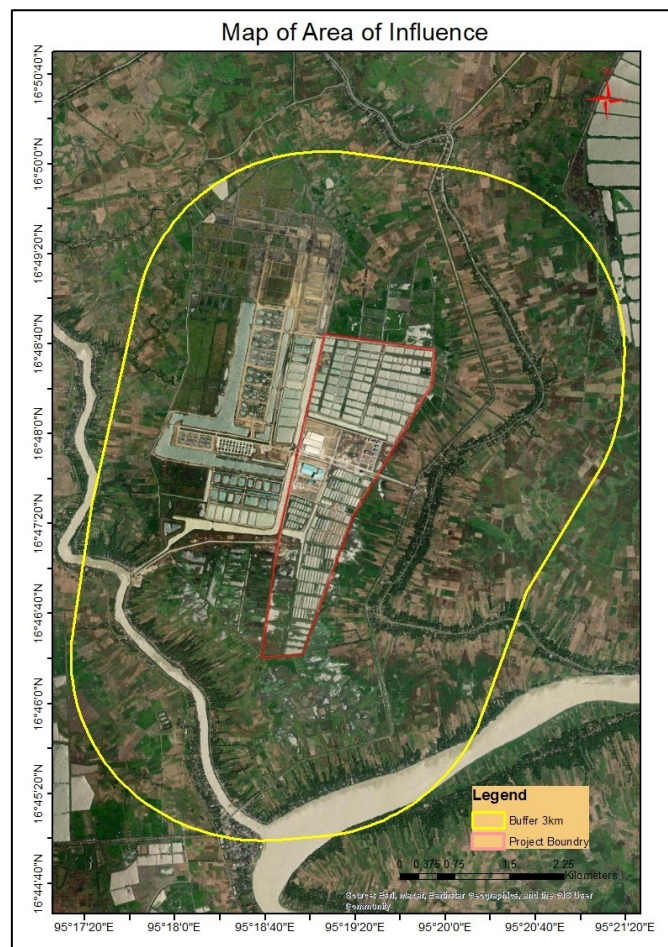 Map of Area of Influence
16°50'40"N
16°50'0"N
16°49'20"N
16°48'40"N
16°48'0"N
16°47'20"N
16°46'40"N
16°46'0"N
16°45'20"N
16°44'40"N
Legend
Buffer 3km
Project Boundry
0 0.375 0.75 1.5 2.25
Kilometers
Source: Esri, Maxar, Earthstar Geographics, and the GIS User
Community
95°17'20"E 95°18'0"E 95°18'40"E 95°19'20"E 95°20'0"E 95°20'40"E 95°21'20"E